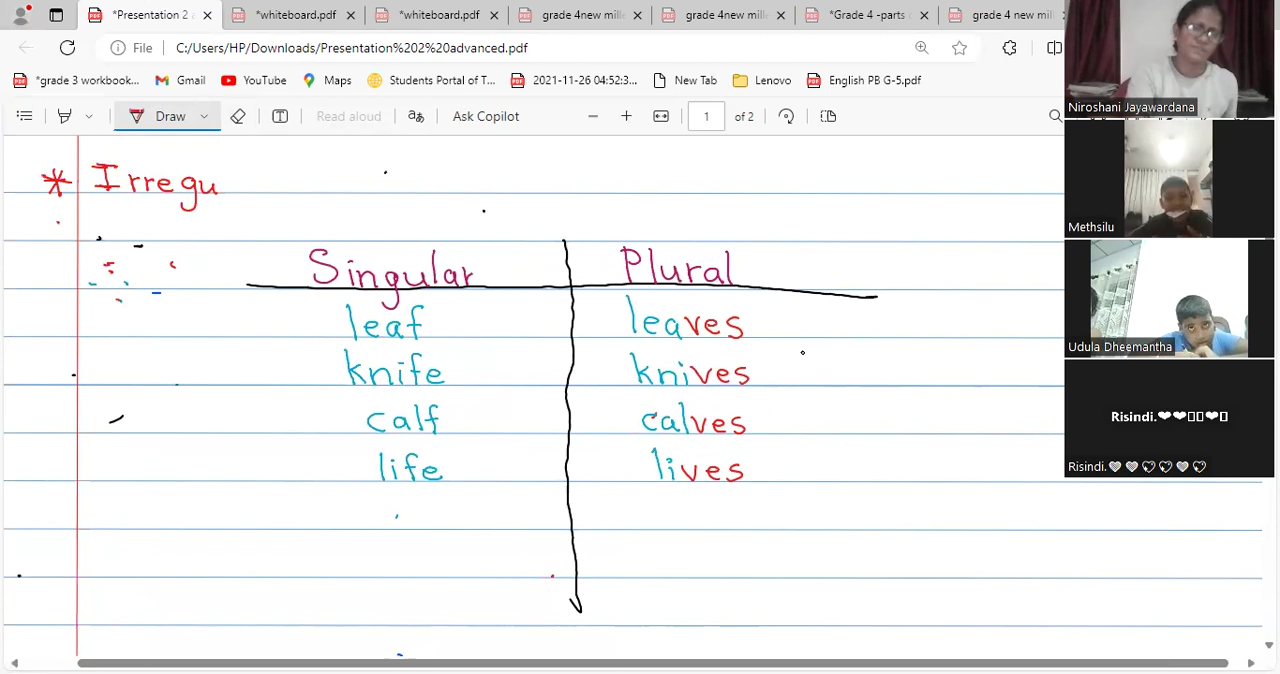 *Presentation 2 a
*whiteboard.pdf
*whiteboard.pdf
grade 4new mille
grade 4new mille
*Grade 4 -parts o
grade 4 new mil
File
C:/Users/HP/Downloads/Presentation%202%20advanced.pdf
*grade 3 workbook...
Gmail
YouTube
Maps
Students Portal of T...
2021-11-26 04:52:3...
New Tab
Lenovo
English PB G-5.pdf
Draw
Read aloud
Ask Copilot
1 of 2
* Irregu
Singular Plural
leaf leaves
knife knives
calf calves
life lives
Niroshani Jayawardana
Methsilu
Udula Dheemantha
Risindi.❤❤▯▯❤▯
Risindi.